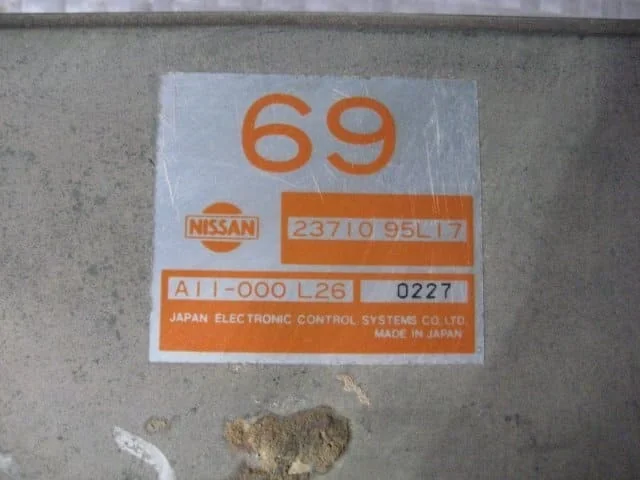 69
NISSAN
23710 95L17
A11-000 L26
0227
JAPAN ELECTRONIC CONTROL SYSTEMS CO.,LTD.
MADE IN JAPAN